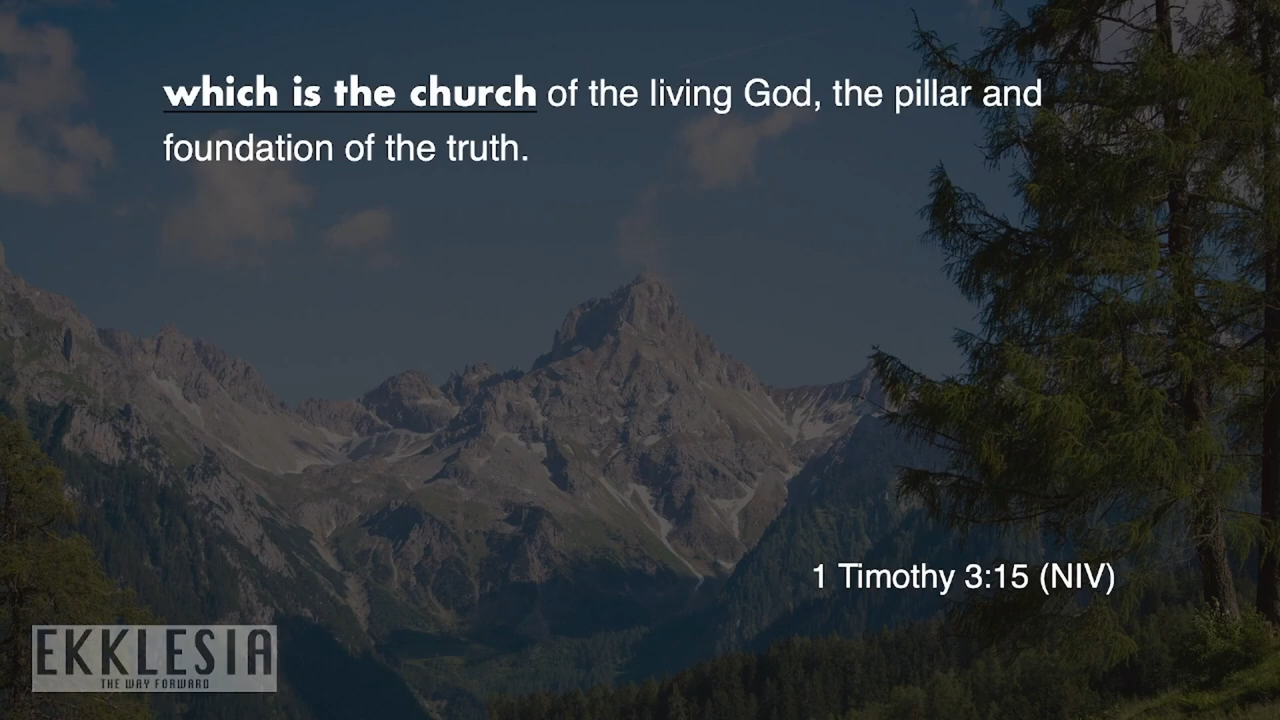 which is the church of the living God, the pillar and
foundation of the truth.
1 Timothy 3:15 (NIV)
EKKLESIA
THE WAY FORWARD